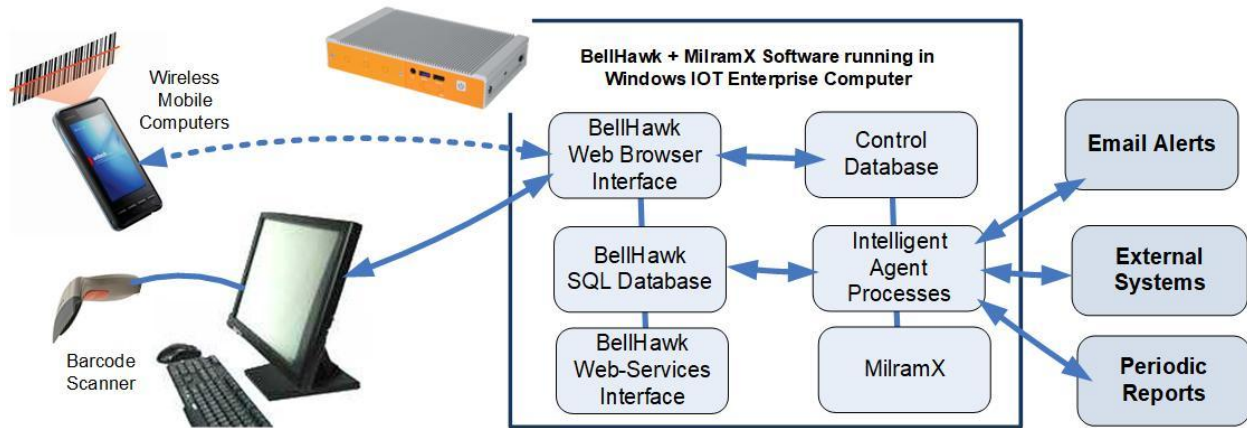 Wireless
Mobile
Computers
BellHawk + MilramX Software running in
Windows IOT Enterprise Computer
BellHawk
Web Browser
Interface
Control
Database
Email Alerts
BellHawk
SQL Database
Intelligent
Agent
Processes
External
Systems
Barcode
Scanner
BellHawk
Web-Services
Interface
MilramX
Periodic
Reports